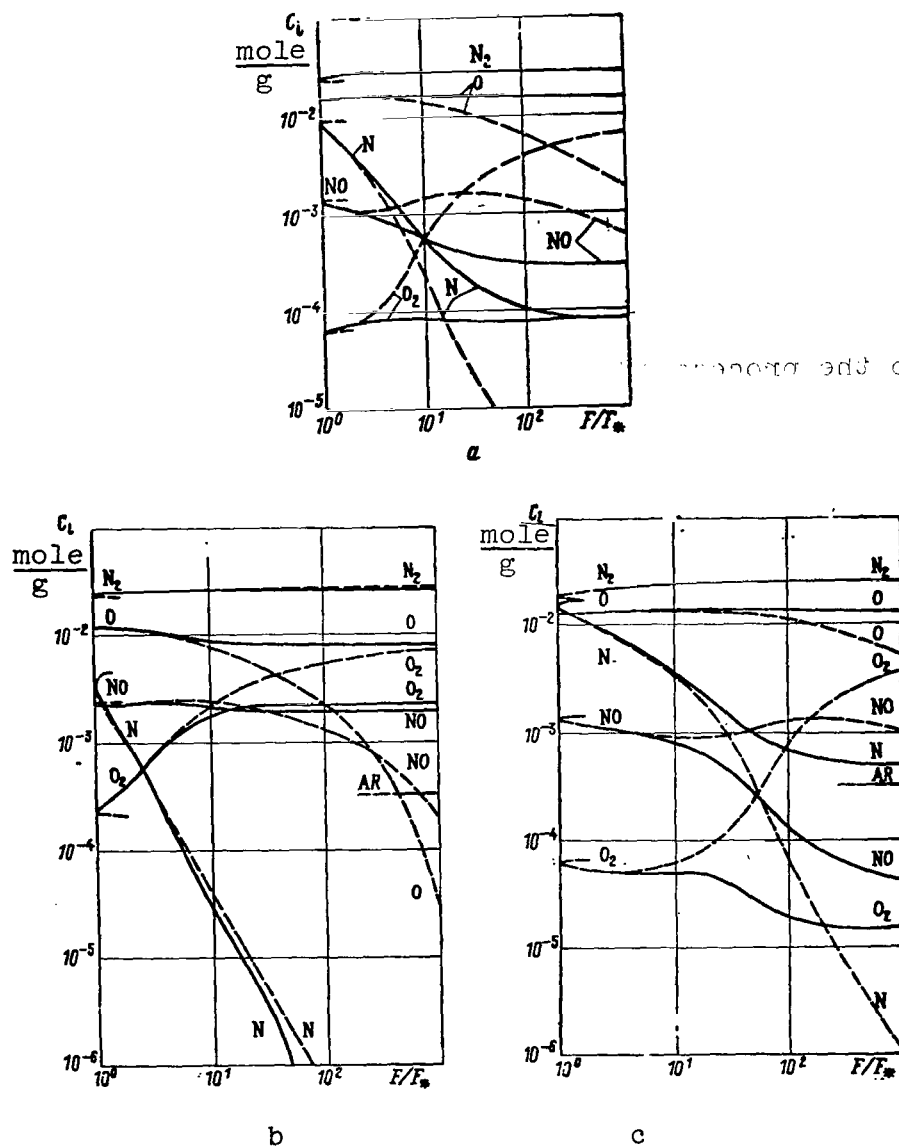 C_i
mole
g
N₂
O
10⁻²
N
NO
10⁻³
NO
N
O₂
10⁻⁴
10⁻⁵
10⁰ 10¹ 10² F/F*
a
C_i
mole
g
N₂ N₂
O O
10⁻²
O₂
O₂
NO NO
N
10⁻³
NO
O₂
AR
10⁻⁴
O
10⁻⁵
N N
10⁻⁶
10⁰ 10¹ 10² F/F*
b
C_i
mole
g
N₂ N₂
O O
10⁻²
O
N O₂
NO NO
10⁻³
N
AR
10⁻⁴
O₂ NO
O₂
10⁻⁵
N
10⁻⁶
10⁰ 10¹ 10² F/F*
c